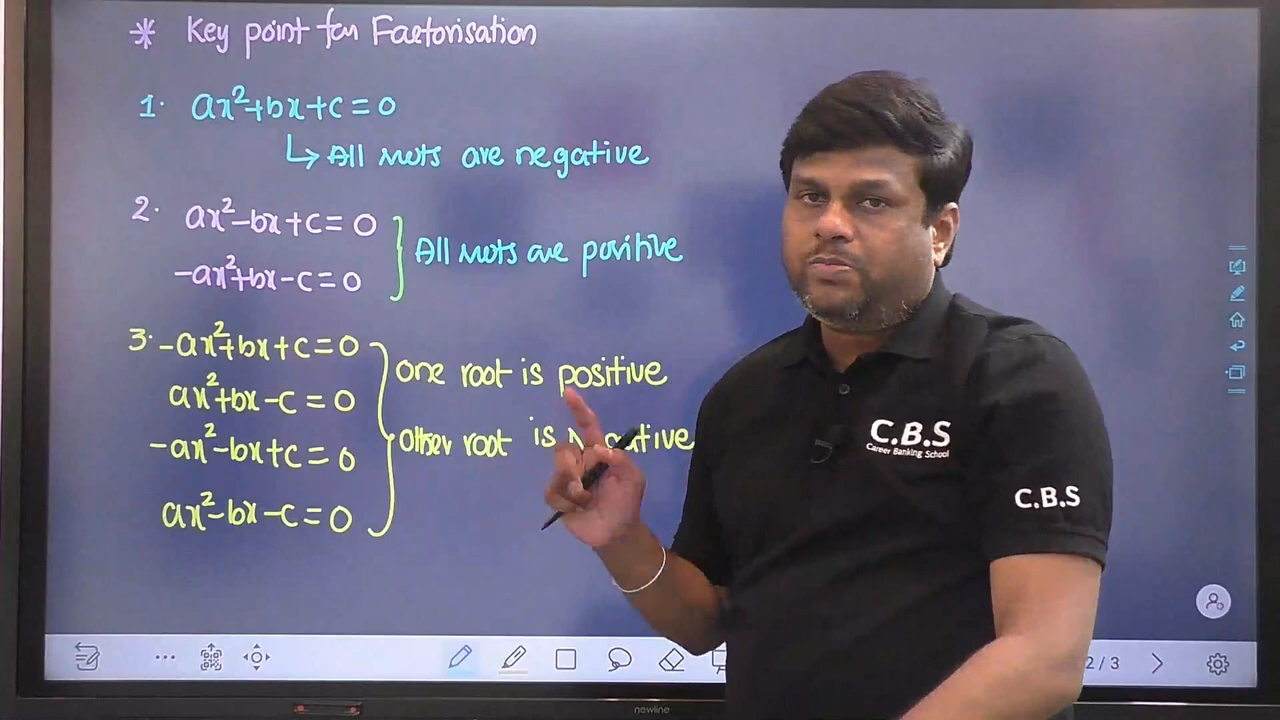 * Key point for Factorisation
1. ax²+bx+c=0
↳ All roots are negative
2. ax²-bx+c=0
-ax²+bx-c=0
All roots are positive
3. -ax²+bx+c=0
ax²+bx-c=0
-ax²-bx+c=0
ax²-bx-c=0
One root is positive
Other root is
C.B.S
Career Banking School
C.B.S
2/3
newline